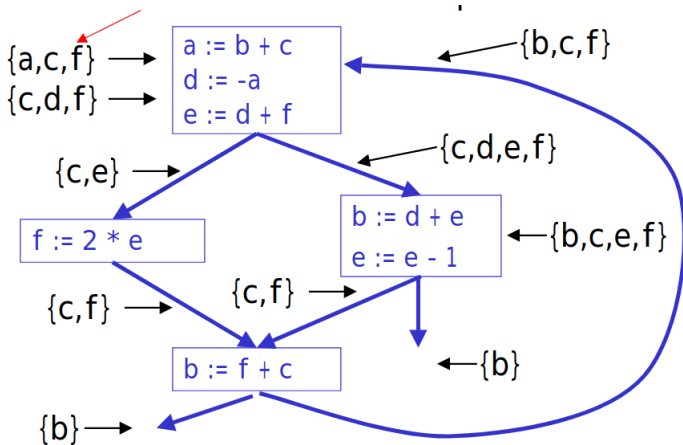 {b,c,f}
{a,c,f}
a := b + c
{c,d,f}
d := -a
e := d + f
{c,d,e,f}
{c,e}
b := d + e
f := 2 * e
{b,c,e,f}
e := e - 1
{c,f}
{c,f}
b := f + c
{b}
{b}